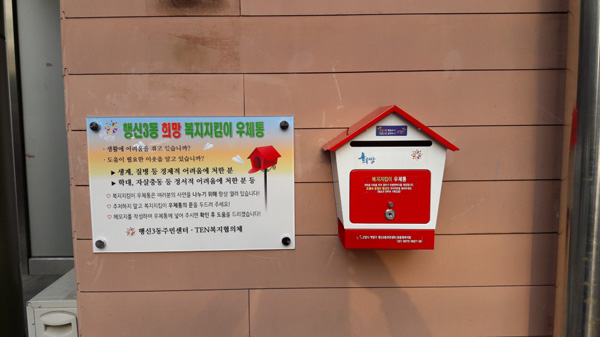 행신3동 희망 복지지킴이 우체통
· 생활에 어려움을 겪고 있습니까?
· 도움이 필요한 이웃을 알고 있습니까?
▶ 생계, 질병 등 경제적 어려움에 처한 분
▶ 학대, 자살충동 등 정서적 어려움에 처한 분 등
♡ 복지지킴이 우체통은 여러분의 사연을 나누기 위해 항상 열려 있습니다!
♡ 주저하지 말고 복지지킴이 우체통의 문을 두드려 주세요!
♡ 메모지를 작성하여 우체통에 넣어 주시면 확인 후 도움을 드리겠습니다!
행신3동주민센터 · TEN복지협의체
희망
복지지킴이 우체통